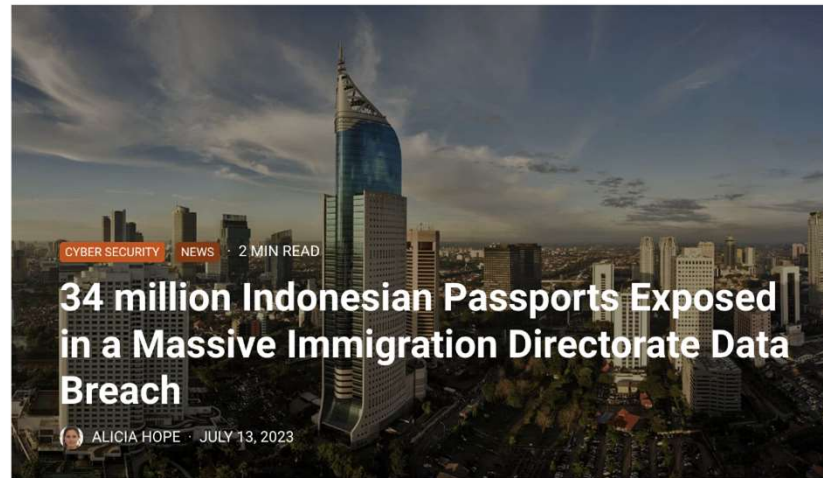 CYBER SECURITY NEWS · 2 MIN READ
34 million Indonesian Passports Exposed
in a Massive Immigration Directorate Data
Breach
ALICIA HOPE · JULY 13, 2023